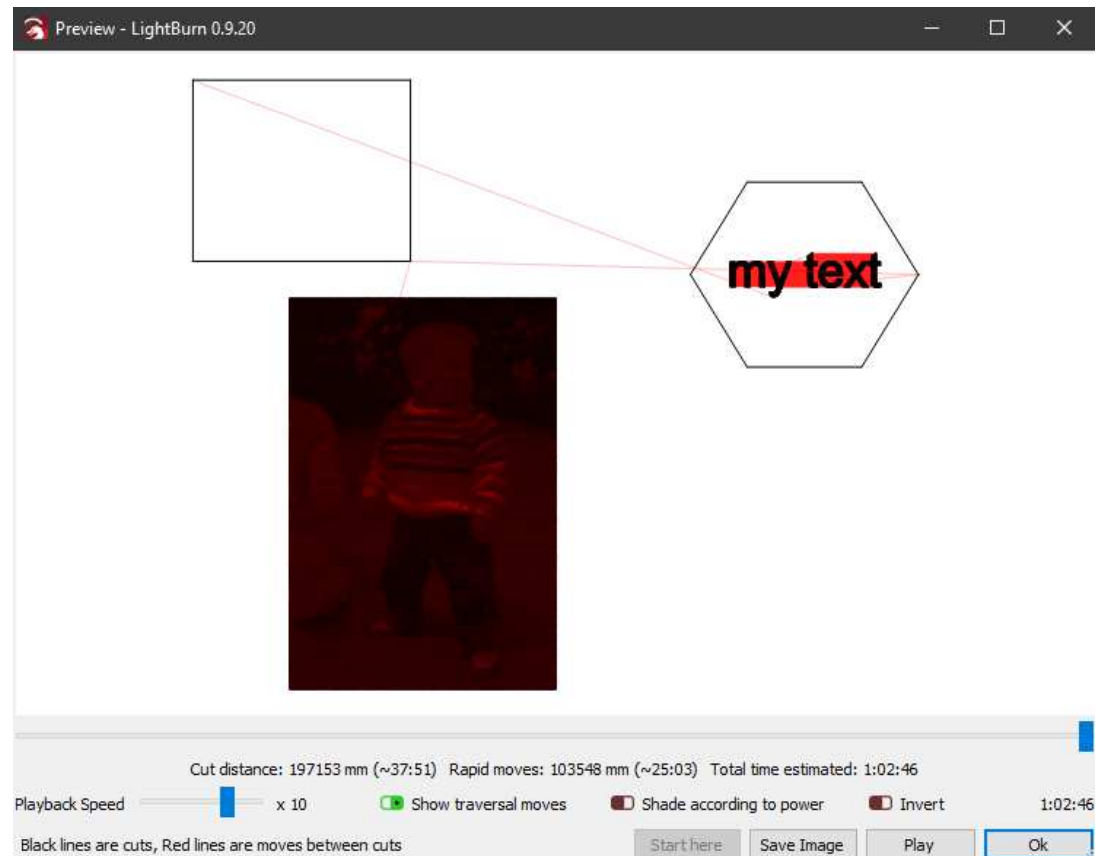 Preview - LightBurn 0.9.20
my text
Cut distance: 197153 mm (~37:51) Rapid moves: 103548 mm (~25:03) Total time estimated: 1:02:46
Playback Speed x 10 Show traversal moves Shade according to power Invert 1:02:46
Black lines are cuts, Red lines are moves between cuts Start here Save Image Play Ok